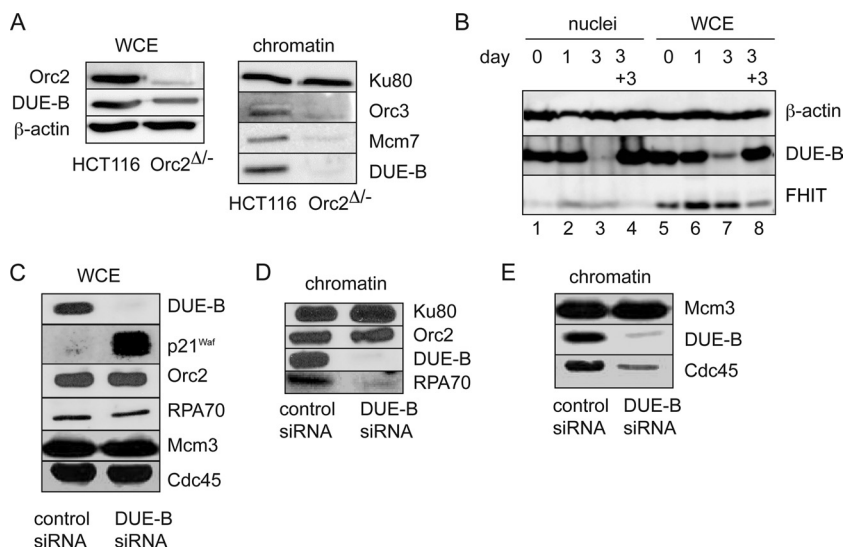 A
WCE
Orc2
DUE-B
β-actin
HCT116 Orc2Δ/-
chromatin
Ku80
Orc3
Mcm7
DUE-B
HCT116 Orc2Δ/-
B
nuclei WCE
day 0 1 3 3 0 1 3 3
+3 +3
β-actin
DUE-B
FHIT
1 2 3 4 5 6 7 8
C
WCE
DUE-B
p21Waf
Orc2
RPA70
Mcm3
Cdc45
control DUE-B
siRNA siRNA
D
chromatin
Ku80
Orc2
DUE-B
RPA70
control DUE-B
siRNA siRNA
E
chromatin
Mcm3
DUE-B
Cdc45
control DUE-B
siRNA siRNA